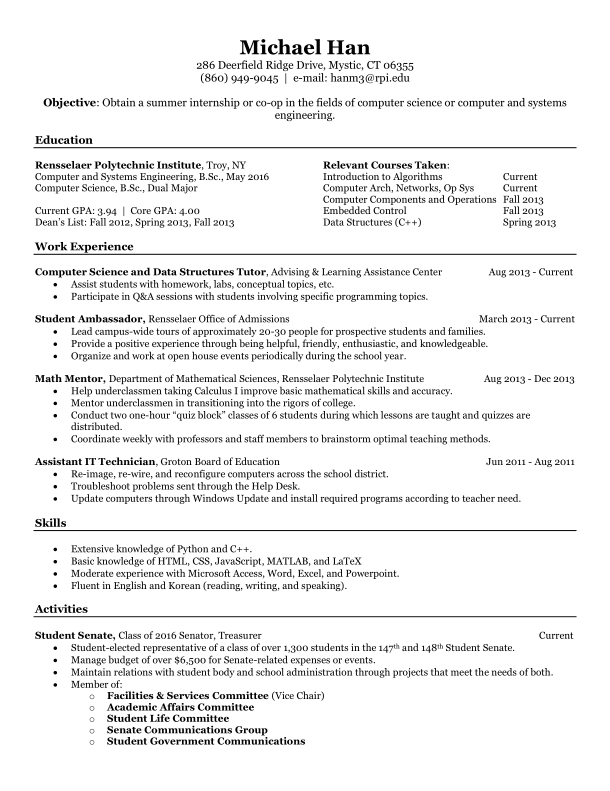 Michael Han
286 Deerfield Ridge Drive, Mystic, CT 06355
(860) 949-9045 | e-mail: hanm3@rpi.edu
Objective: Obtain a summer internship or co-op in the fields of computer science or computer and systems
engineering.
Education
Rensselaer Polytechnic Institute, Troy, NY
Computer and Systems Engineering, B.Sc., May 2016
Computer Science, B.Sc., Dual Major
Current GPA: 3.94 | Core GPA: 4.00
Dean's List: Fall 2012, Spring 2013, Fall 2013
Relevant Courses Taken:
Introduction to Algorithms Current
Computer Arch, Networks, Op Sys Current
Computer Components and Operations Fall 2013
Embedded Control Fall 2013
Data Structures (C++) Spring 2013
Work Experience
Computer Science and Data Structures Tutor, Advising & Learning Assistance Center Aug 2013 - Current
• Assist students with homework, labs, conceptual topics, etc.
• Participate in Q&A sessions with students involving specific programming topics.
Student Ambassador, Rensselaer Office of Admissions March 2013 - Current
• Lead campus-wide tours of approximately 20-30 people for prospective students and families.
• Provide a positive experience through being helpful, friendly, enthusiastic, and knowledgeable.
• Organize and work at open house events periodically during the school year.
Math Mentor, Department of Mathematical Sciences, Rensselaer Polytechnic Institute Aug 2013 - Dec 2013
• Help underclassmen taking Calculus I improve basic mathematical skills and accuracy.
• Mentor underclassmen in transitioning into the rigors of college.
• Conduct two one-hour "quiz block" classes of 6 students during which lessons are taught and quizzes are
distributed.
• Coordinate weekly with professors and staff members to brainstorm optimal teaching methods.
Assistant IT Technician, Groton Board of Education Jun 2011 - Aug 2011
• Re-image, re-wire, and reconfigure computers across the school district.
• Troubleshoot problems sent through the Help Desk.
• Update computers through Windows Update and install required programs according to teacher need.
Skills
• Extensive knowledge of Python and C++.
• Basic knowledge of HTML, CSS, JavaScript, MATLAB, and LaTeX
• Moderate experience with Microsoft Access, Word, Excel, and Powerpoint.
• Fluent in English and Korean (reading, writing, and speaking).
Activities
Student Senate, Class of 2016 Senator, Treasurer Current
• Student-elected representative of a class of over 1,300 students in the 147th and 148th Student Senate.
• Manage budget of over $6,500 for Senate-related expenses or events.
• Maintain relations with student body and school administration through projects that meet the needs of both.
• Member of:
o Facilities & Services Committee (Vice Chair)
o Academic Affairs Committee
o Student Life Committee
o Senate Communications Group
o Student Government Communications